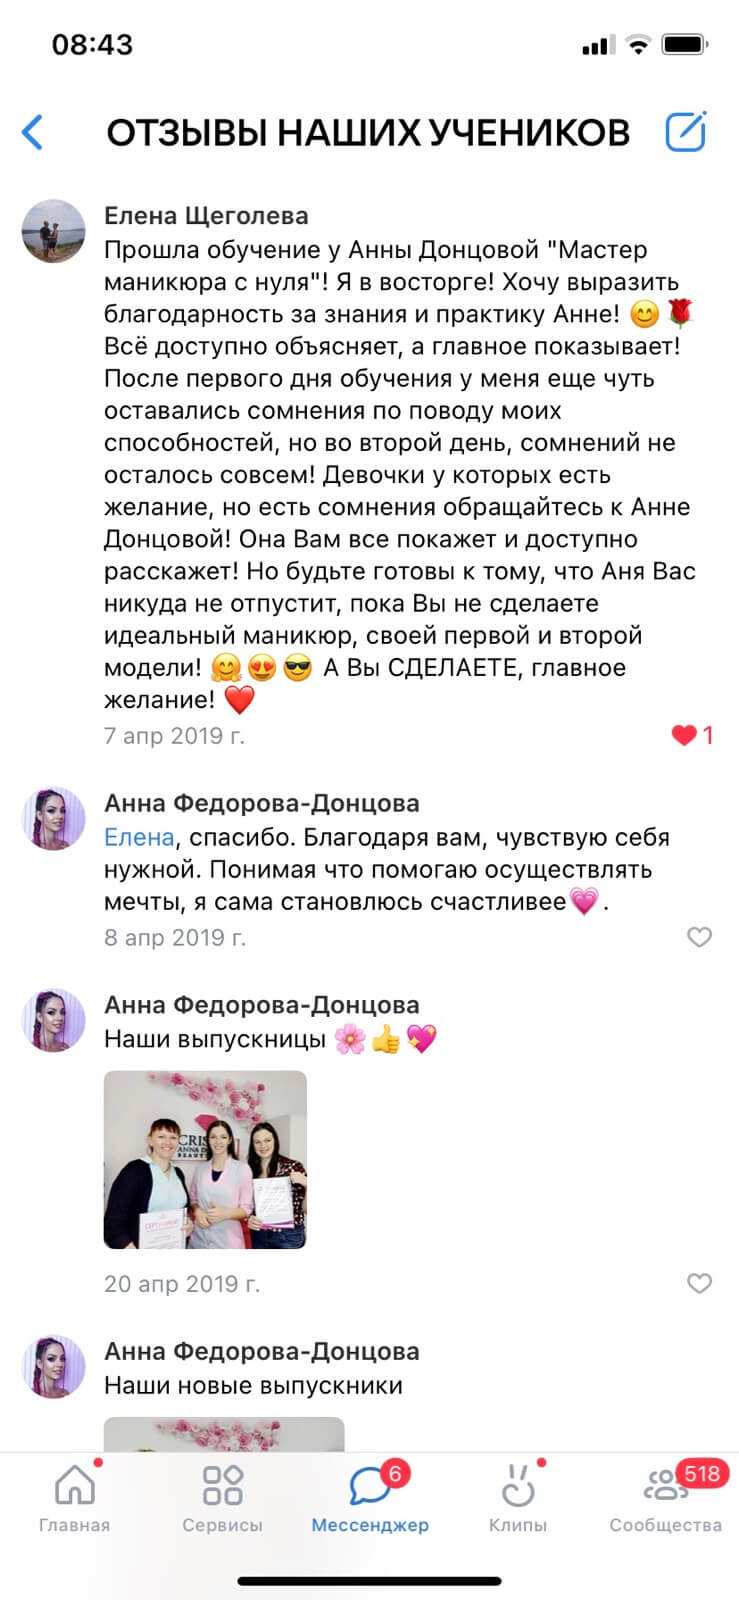 08:43
ОТЗЫВЫ НАШИХ УЧЕНИКОВ
Елена Щеголева
Прошла обучение у Анны Донцовой "Мастер
маникюра с нуля"! Я в восторге! Хочу выразить
благодарность за знания и практику Анне! 😊🌹
Всё доступно объясняет, а главное показывает!
После первого дня обучения у меня еще чуть
оставались сомнения по поводу моих
способностей, но во второй день, сомнений не
осталось совсем! Девочки у которых есть
желание, но есть сомнения обращайтесь к Анне
Донцовой! Она Вам все покажет и доступно
расскажет! Но будьте готовы к тому, что Аня Вас
никуда не отпустит, пока Вы не сделаете
идеальный маникюр, своей первой и второй
модели! 🤗😍😎 А Вы СДЕЛАЕТЕ, главное
желание! ❤️
7 апр 2019 г.
1
Анна Федорова-Донцова
Елена, спасибо. Благодаря вам, чувствую себя
нужной. Понимая что помогаю осуществлять
мечты, я сама становлюсь счастливее💗.
8 апр 2019 г.
Анна Федорова-Донцова
Наши выпускницы 🌸👍💖
CRIS
ANNA D
BEAUTY
СЕРТИФИКАТ
20 апр 2019 г.
Анна Федорова-Донцова
Наши новые выпускники
6
518
Главная
Сервисы
Мессенджер
Клипы
Сообщества